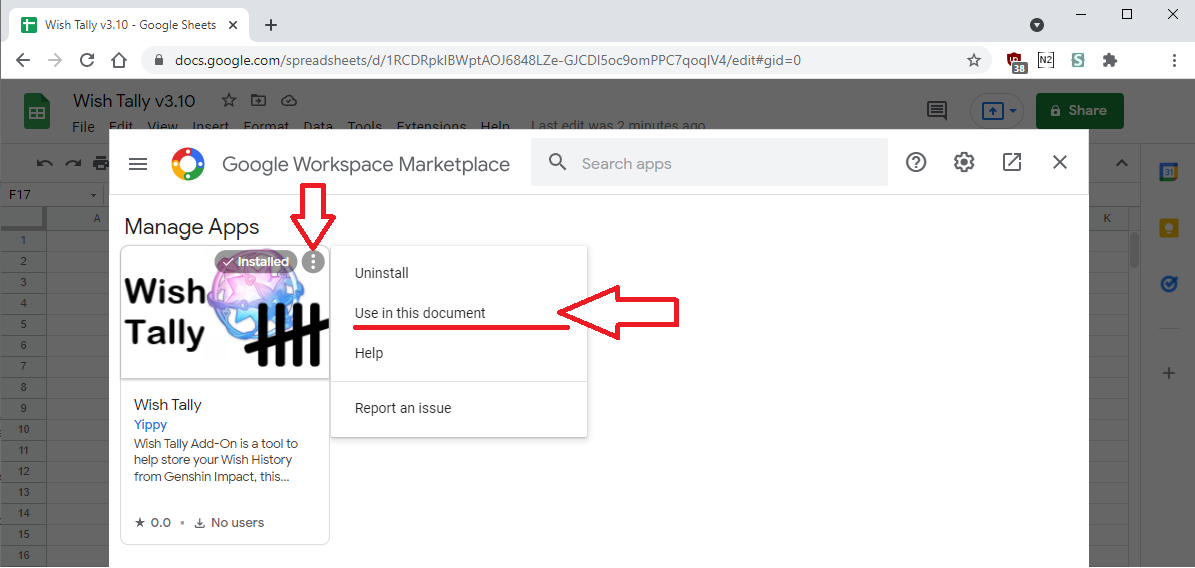 Wish Tally v3.10 - Google Sheets
docs.google.com/spreadsheets/d/1RCDRpkIBWptAOJ6848LZe-GJCDI5oc9omPPC7qoqIV4/edit#gid=0
38
N2
S
Wish Tally v3.10
File Edit View Insert Format Data Tools Extensions Help Last edit was 2 minutes ago
Share
Google Workspace Marketplace
Search apps
F17
31
A
K
Manage Apps
1
2
3
4
5
6
7
8
9
10
11
12
13
14
15
16
Installed
Wish
Tally
Uninstall
Use in this document
Help
Report an issue
Wish Tally
Yippy
Wish Tally Add-On is a tool to
help store your Wish History
from Genshin Impact, this...
★ 0.0 • No users